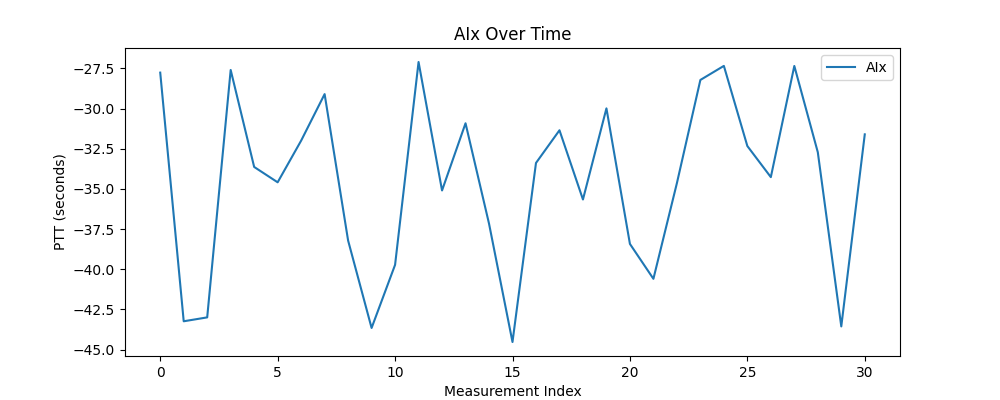 AIx Over Time
AIx
PTT (seconds)
−27.5
−30.0
−32.5
−35.0
−37.5
−40.0
−42.5
−45.0
0 5 10 15 20 25 30
Measurement Index